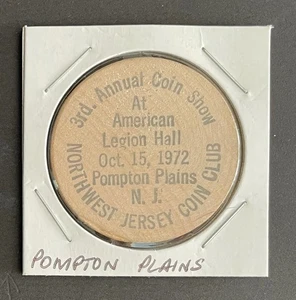 3rd. Annual Coin Show
At
American
Legion Hall
Oct. 15, 1972
Pompton Plains
N. J.
NORTHWEST JERSEY COIN CLUB
POMPTON PLAINS